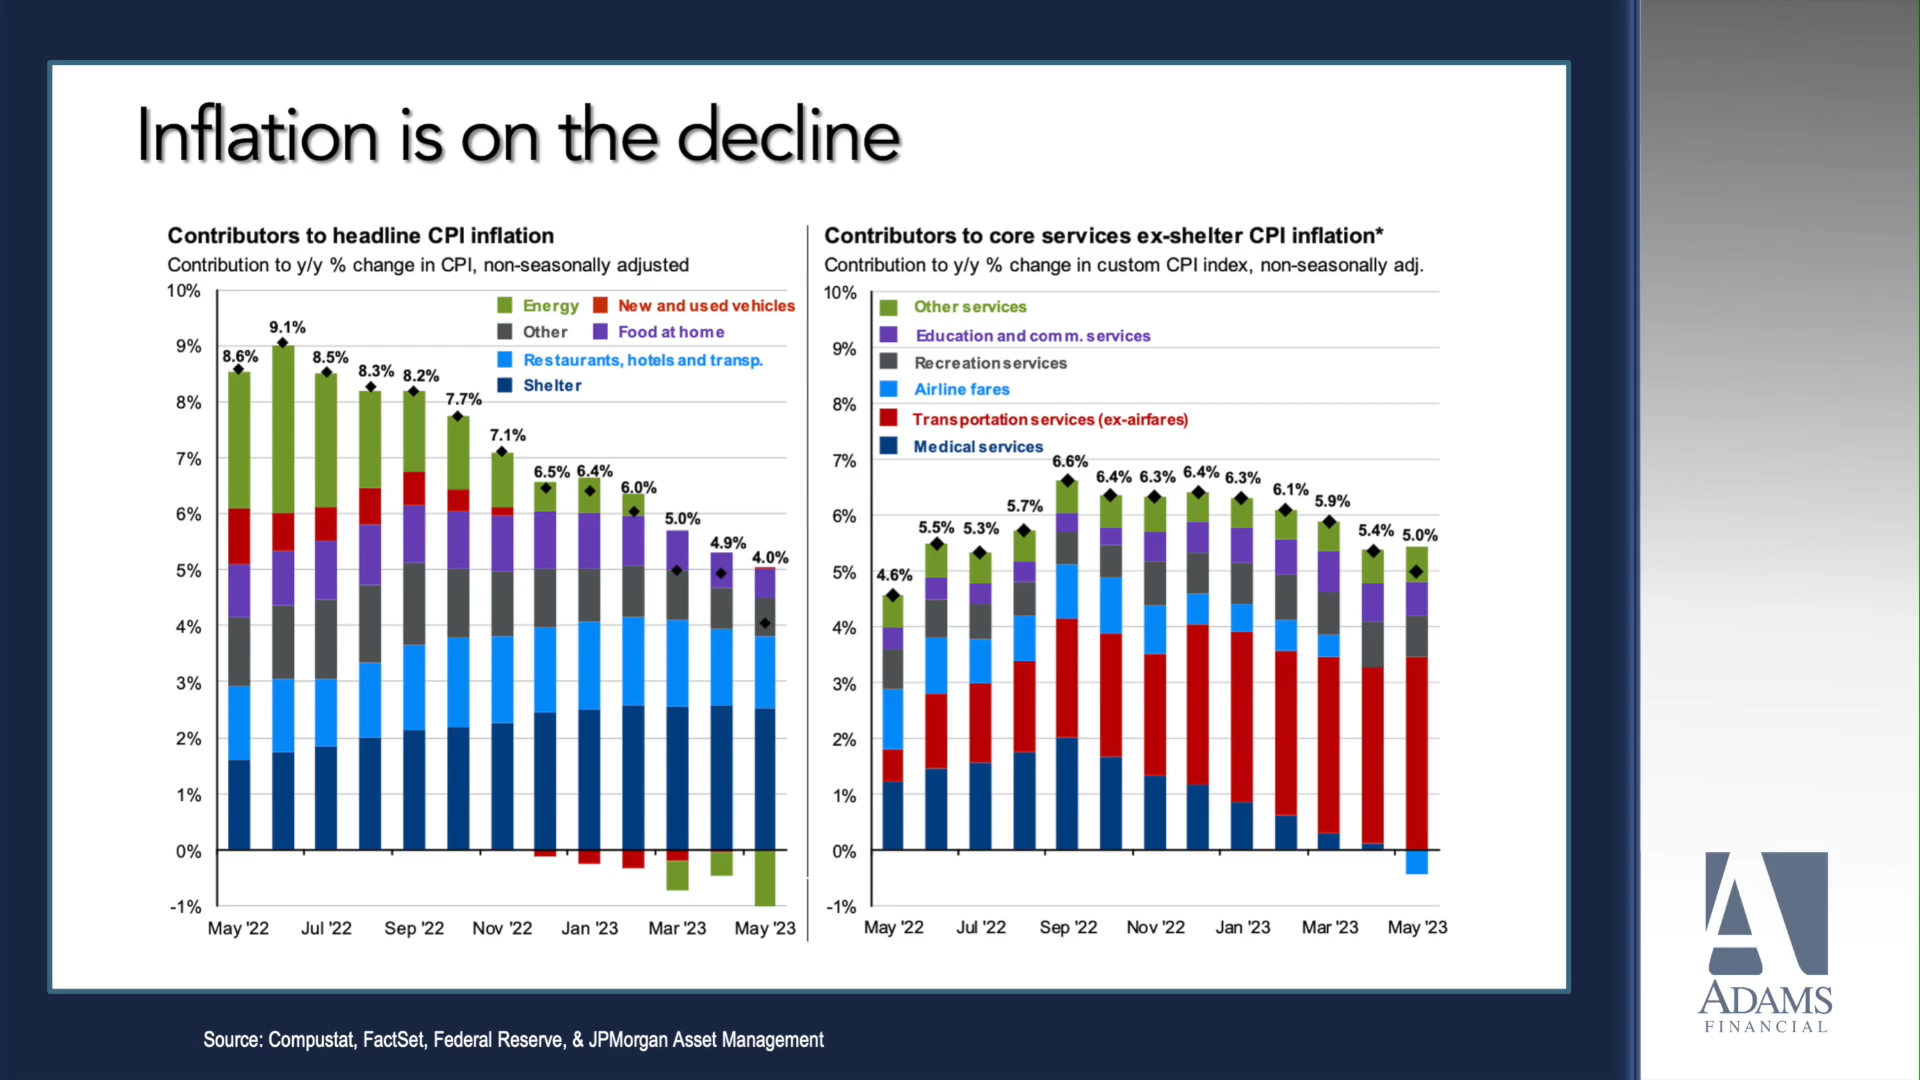 Inflation is on the decline
Contributors to headline CPI inflation
Contribution to y/y % change in CPI, non-seasonally adjusted
10%
9%
8%
7%
6%
5%
4%
3%
2%
1%
0%
-1%
Energy
New and used vehicles
Other
Food at home
Restaurants, hotels and transp.
Shelter
8.6%
9.1%
8.5%
8.3%
8.2%
7.7%
7.1%
6.5%
6.4%
6.0%
5.0%
4.9%
4.0%
May '22
Jul '22
Sep '22
Nov '22
Jan '23
Mar '23
May '23
Contributors to core services ex-shelter CPI inflation*
Contribution to y/y % change in custom CPI index, non-seasonally adj.
10%
9%
8%
7%
6%
5%
4%
3%
2%
1%
0%
-1%
Other services
Education and comm. services
Recreation services
Airline fares
Transportation services (ex-airfares)
Medical services
4.6%
5.5%
5.3%
5.7%
6.6%
6.4%
6.3%
6.4%
6.3%
6.1%
5.9%
5.4%
5.0%
May '22
Jul '22
Sep '22
Nov '22
Jan '23
Mar '23
May '23
Source: Compustat, FactSet, Federal Reserve, & JPMorgan Asset Management
ADAMS
FINANCIAL